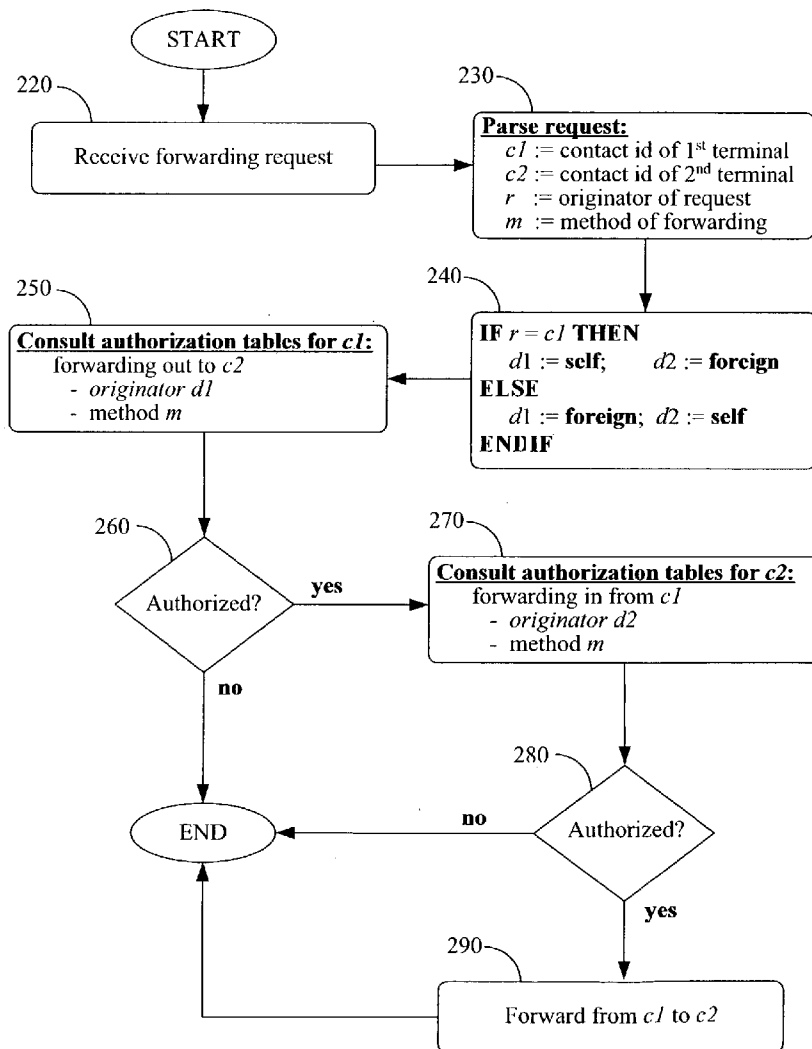 START
220
Receive forwarding request
230
Parse request:
c1 := contact id of 1st terminal
c2 := contact id of 2nd terminal
r := originator of request
m := method of forwarding
240
IF r = c1 THEN
d1 := self; d2 := foreign
ELSE
d1 := foreign; d2 := self
ENDIF
250
Consult authorization tables for c1:
forwarding out to c2
- originator d1
- method m
260
Authorized?
yes
no
270
Consult authorization tables for c2:
forwarding in from c1
- originator d2
- method m
280
Authorized?
no
yes
END
290
Forward from c1 to c2